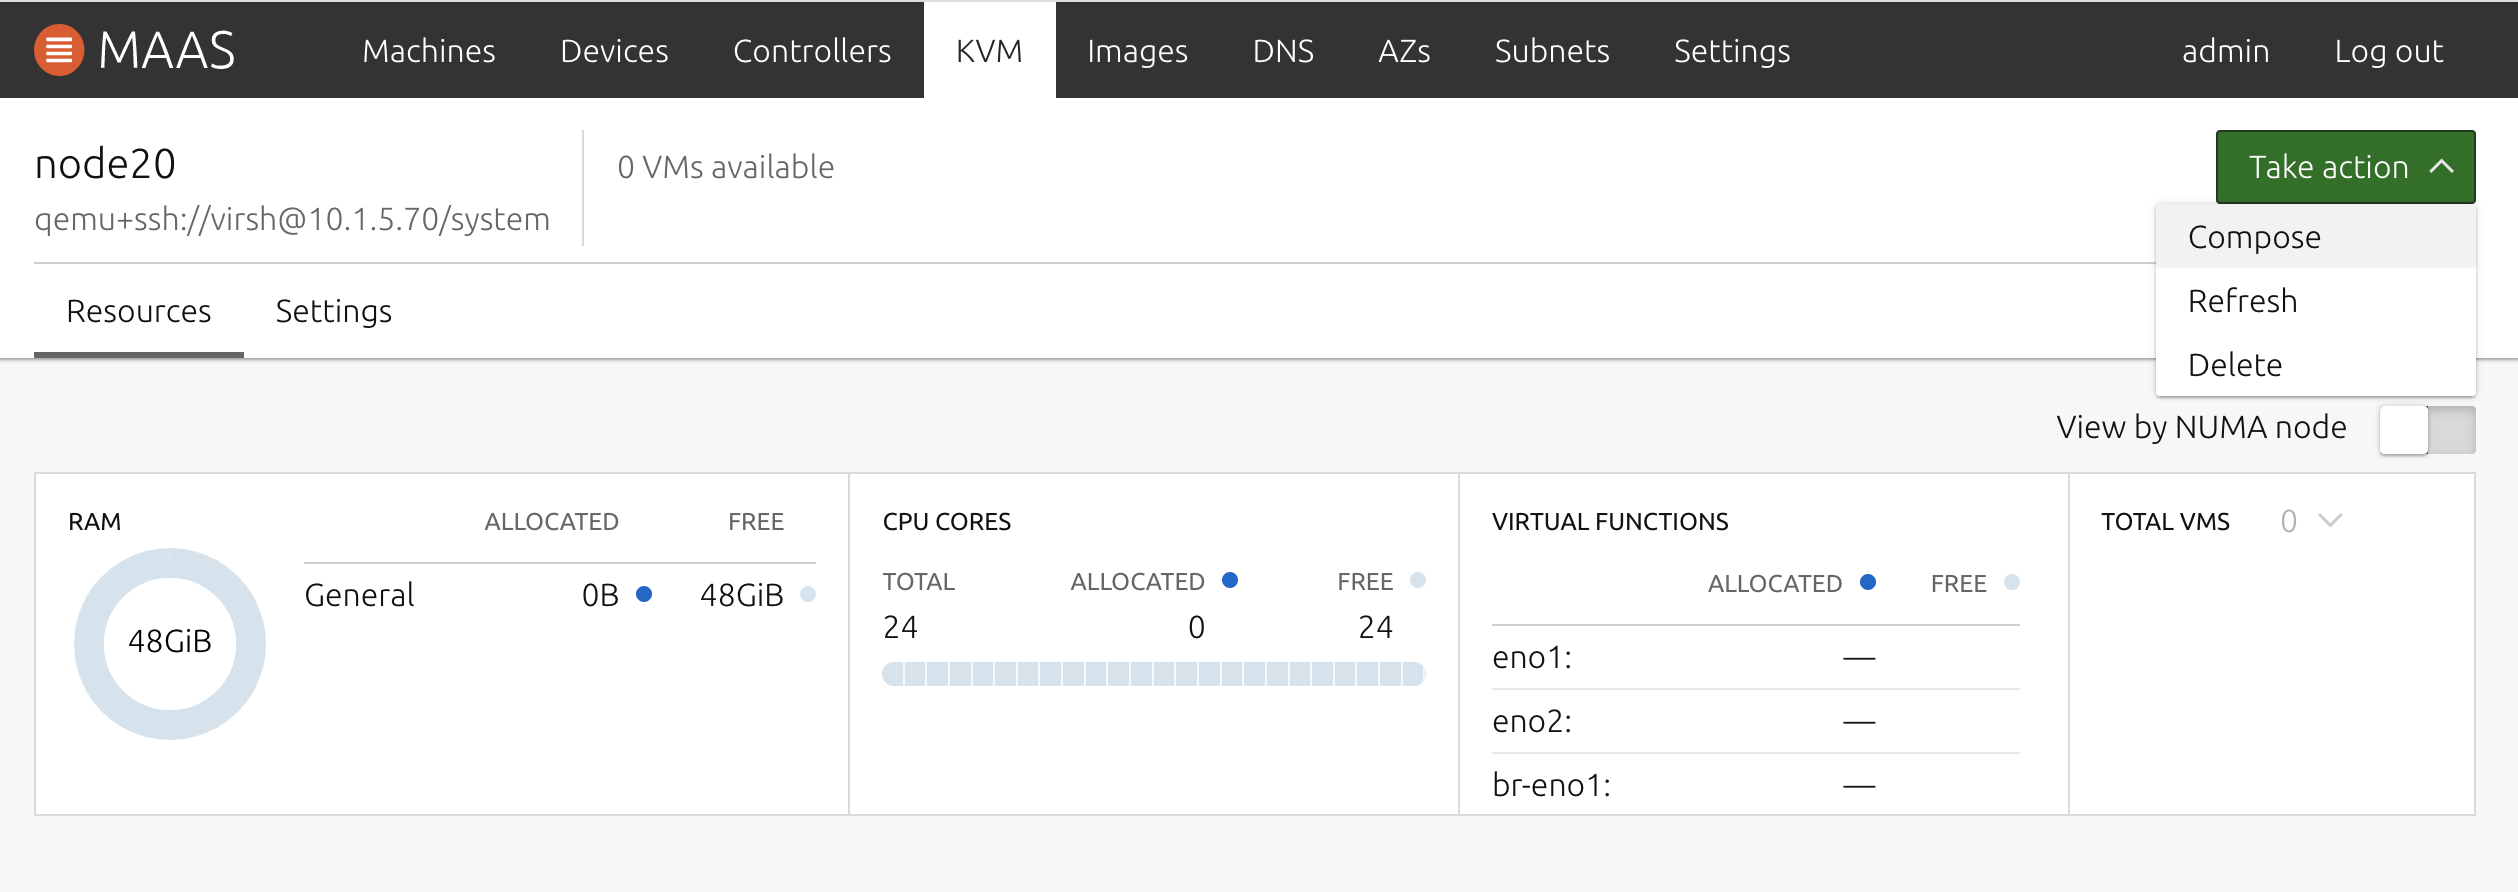 MAAS Machines Devices Controllers KVM Images DNS AZs Subnets Settings admin Log out
node20
qemu+ssh://virsh@10.1.5.70/system
0 VMs available
Take action
Compose
Refresh
Delete
Resources Settings
View by NUMA node
RAM ALLOCATED FREE
General 0B 48GiB
48GiB
CPU CORES
TOTAL ALLOCATED FREE
24 0 24
VIRTUAL FUNCTIONS
ALLOCATED FREE
eno1: —
eno2: —
br-eno1: —
TOTAL VMS 0